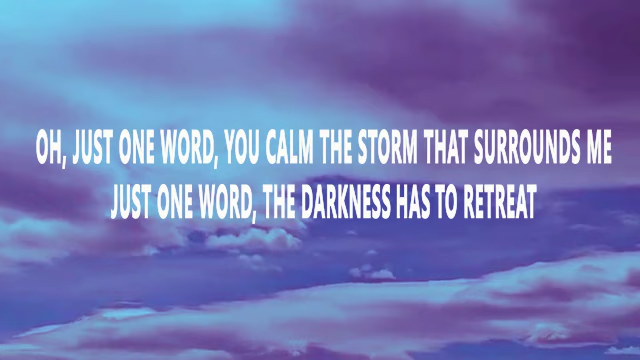 OH, JUST ONE WORD, YOU CALM THE STORM THAT SURROUNDS ME
JUST ONE WORD, THE DARKNESS HAS TO RETREAT